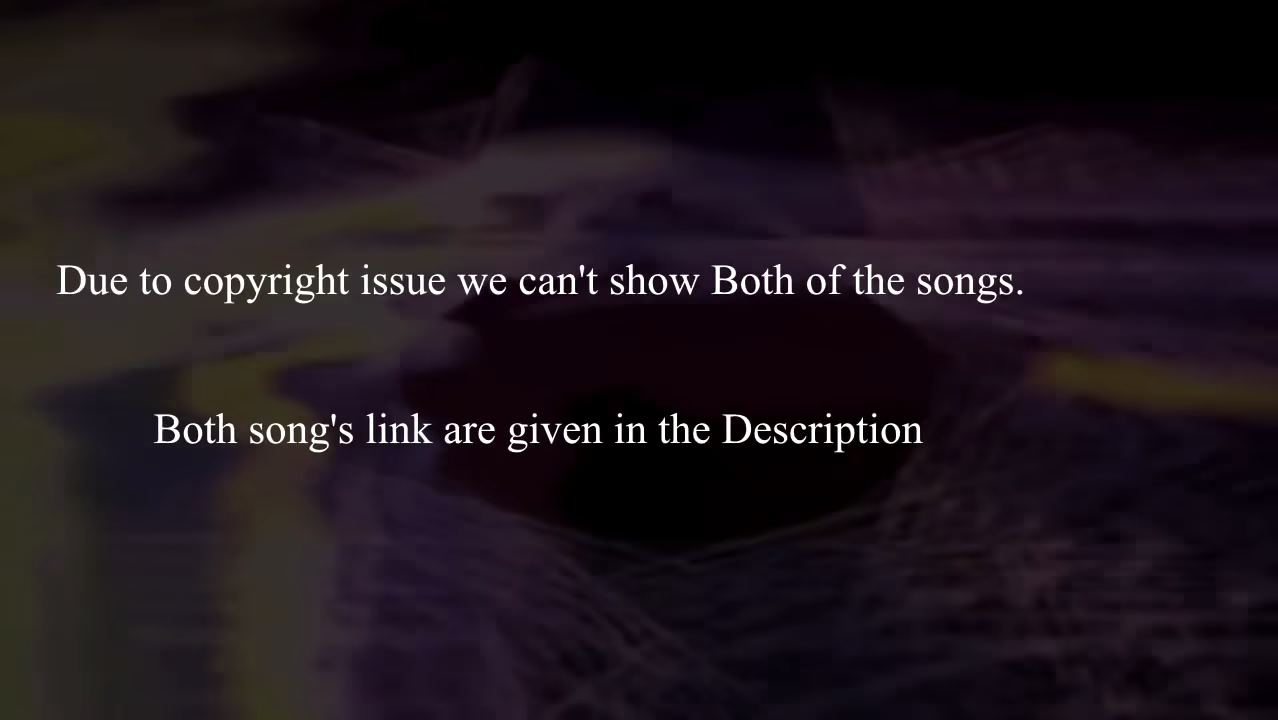 Due to copyright issue we can't show Both of the songs.
Both song's link are given in the Description